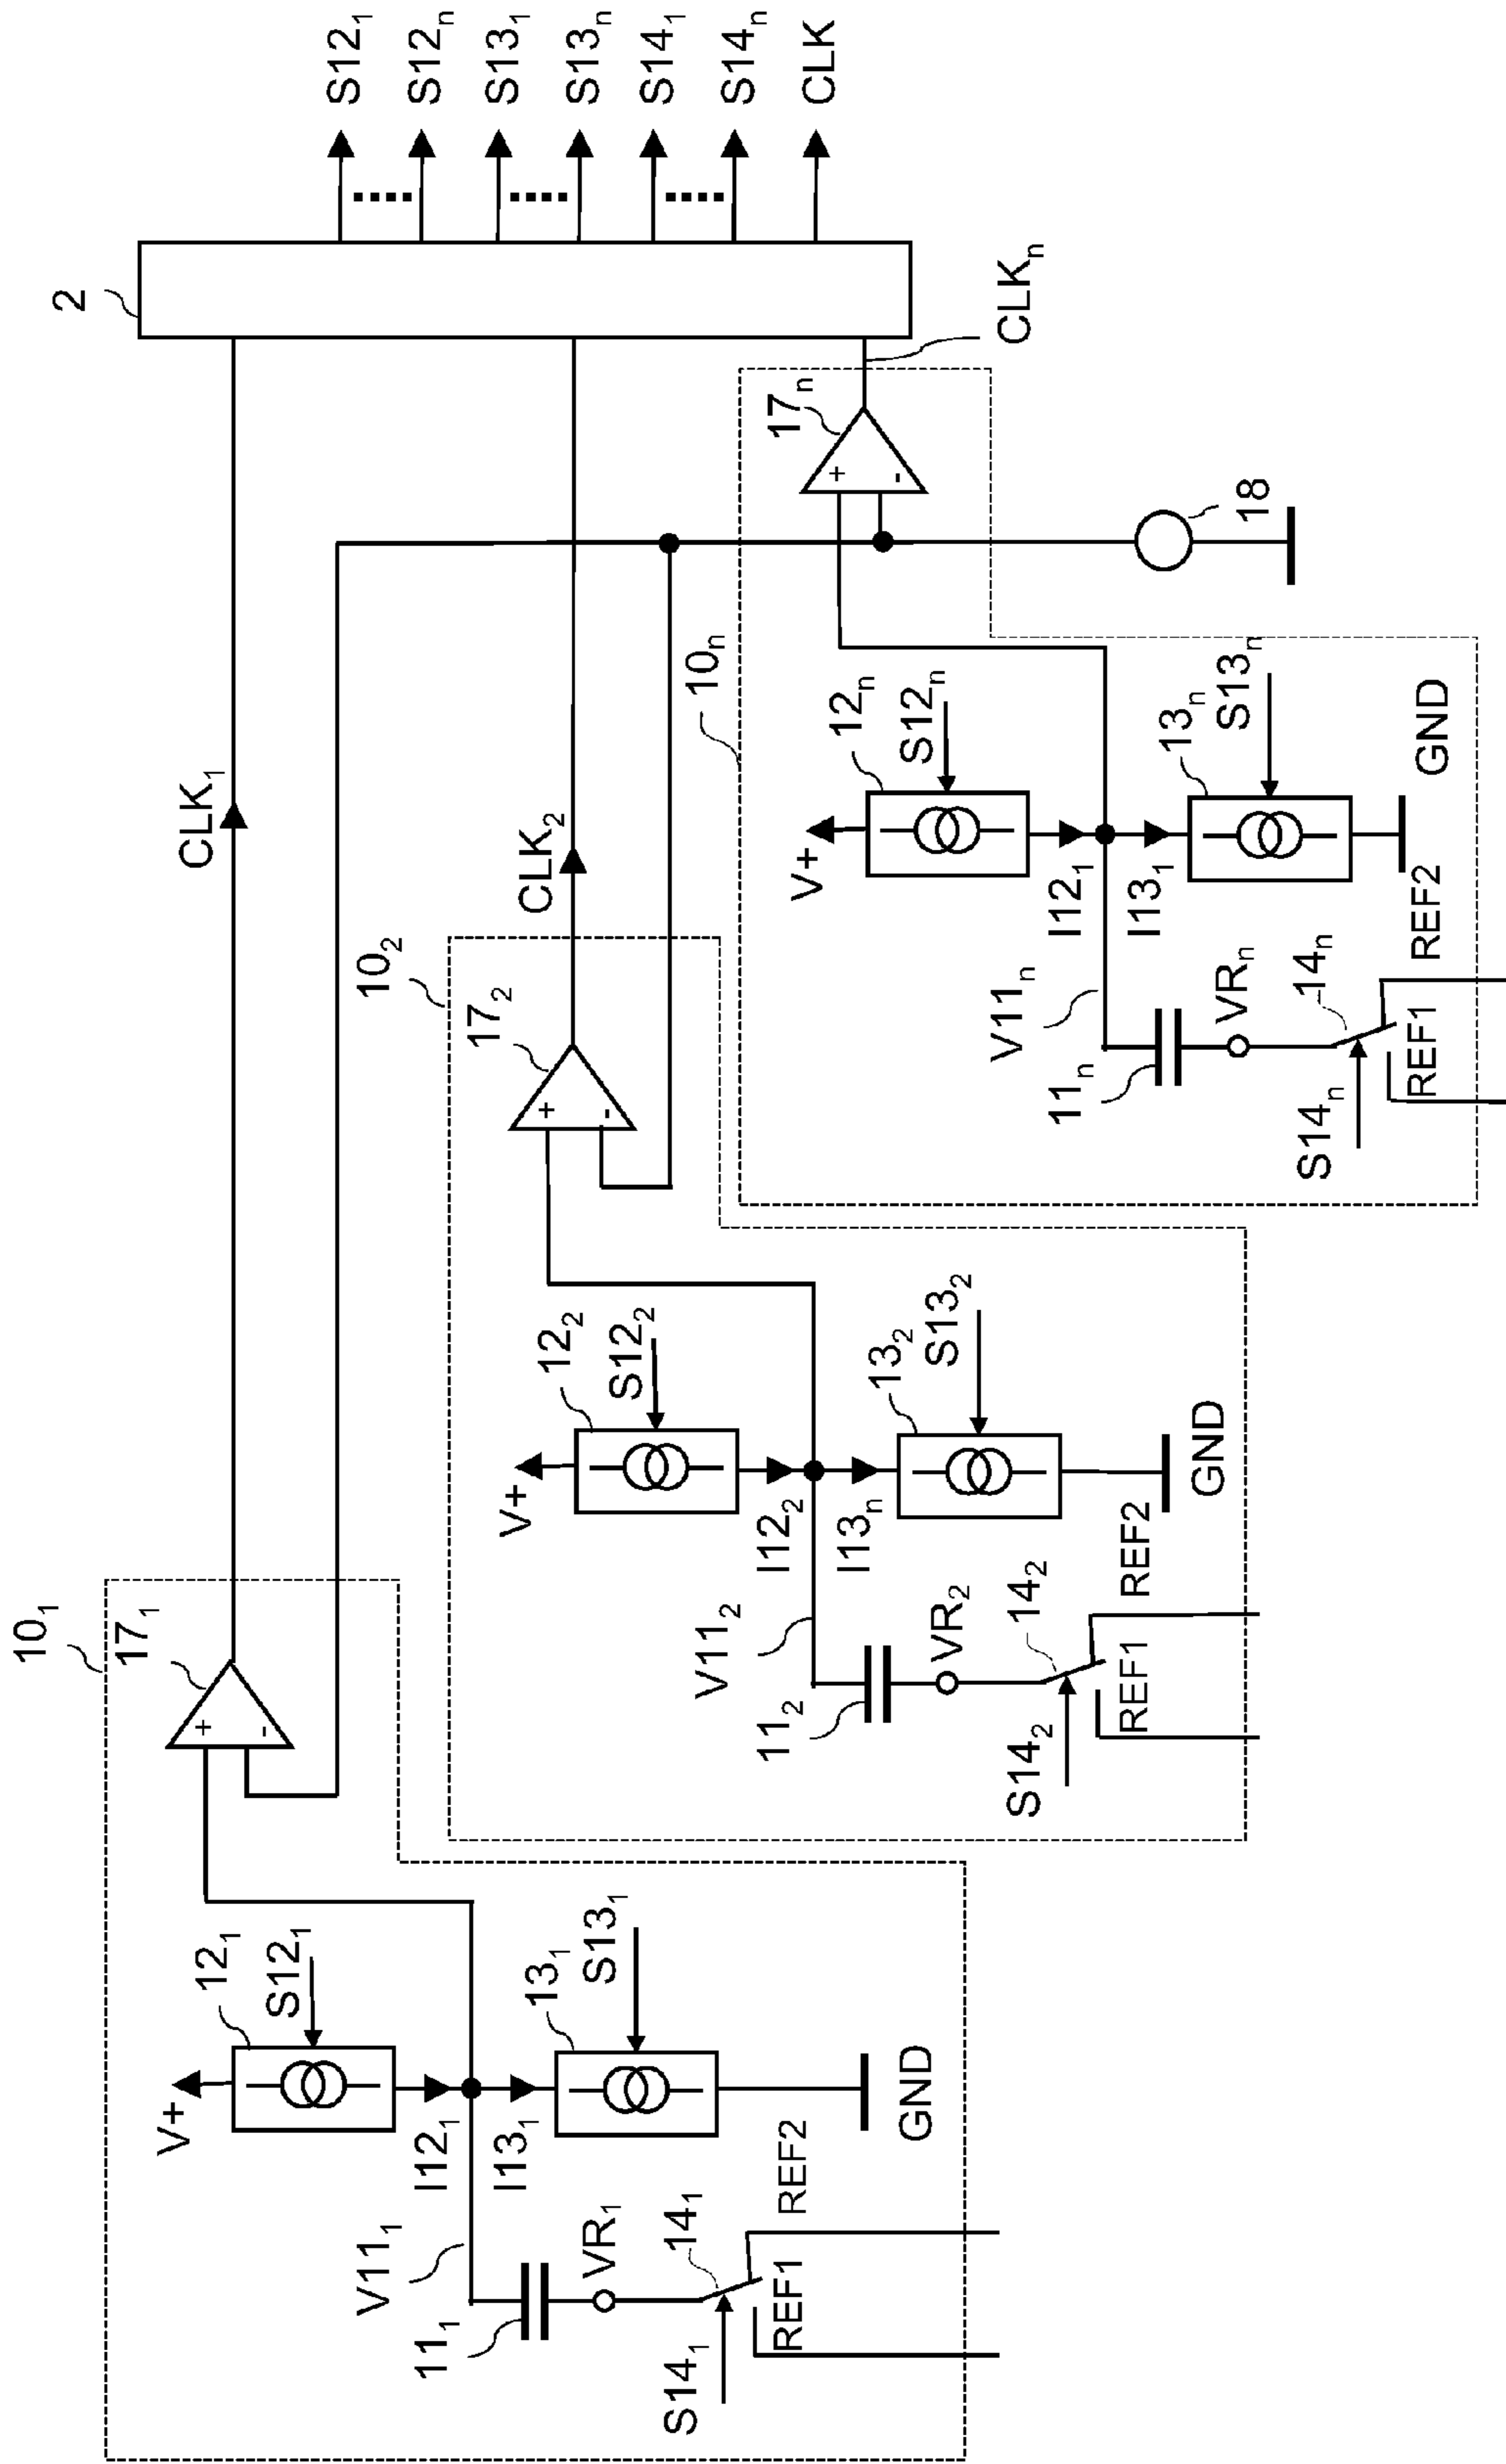 S12₁
S12ₙ
S13₁
S13ₙ
S14₁
S14ₙ
CLK
2
CLK₁
CLK₂
CLKₙ
10₁
17₁
+
-
12₁
V+
S12₁
I12₁
I13₁
13₁
S13₁
GND
V11₁
11₁
VR₁
14₁
S14₁
REF1
REF2
10₂
17₂
+
-
12₂
V+
S12₂
I12₂
I13ₙ
13₂
S13₂
GND
V11₂
11₂
VR₂
14₂
S14₂
REF1
REF2
10ₙ
17ₙ
+
-
18
12ₙ
V+
S12ₙ
I12₁
I13₁
13ₙ
S13ₙ
GND
V11ₙ
11ₙ
VRₙ
14ₙ
S14ₙ
REF1
REF2